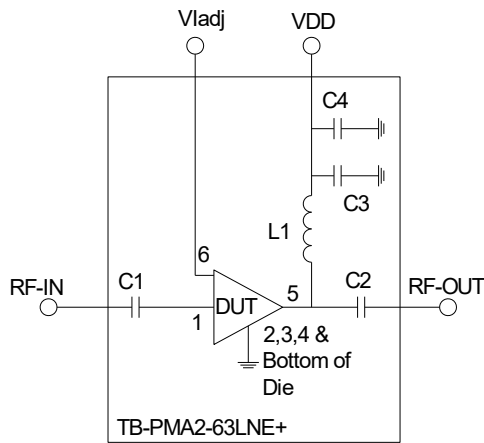 VIadj
VDD
C4
C3
L1
6
RF-IN
C1
DUT
5
C2
RF-OUT
1
2,3,4 &
Bottom of
Die
TB-PMA2-63LNE+